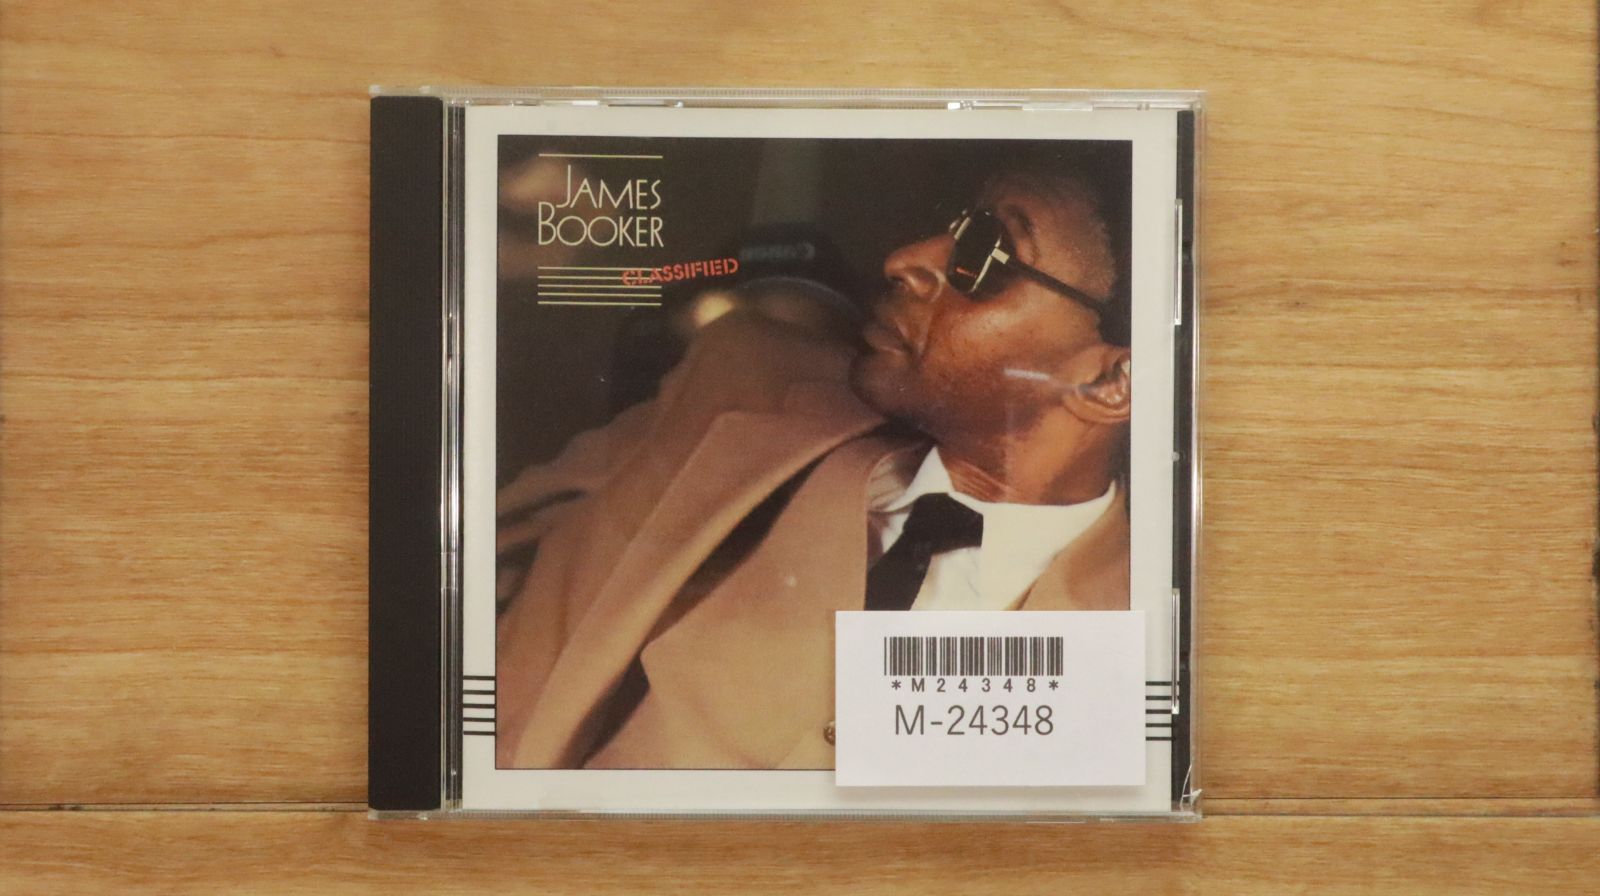 JAMES
BOOKER
CLASSIFIED
*M24348*
M-24348